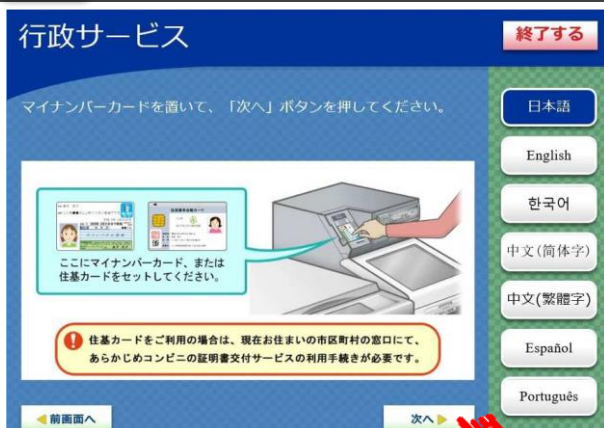 行政サービス
終了する
マイナンバーカードを置いて、「次へ」ボタンを押してください。
日本語
English
한국어
中文(简体字)
中文(繁體字)
Español
Português
ここにマイナンバーカード、または
住基カードをセットしてください。
住基カードをご利用の場合は、現在お住まいの市区町村の窓口にて、
あらかじめコンビニの証明書交付サービスの利用手続きが必要です。
前画面へ
次へ